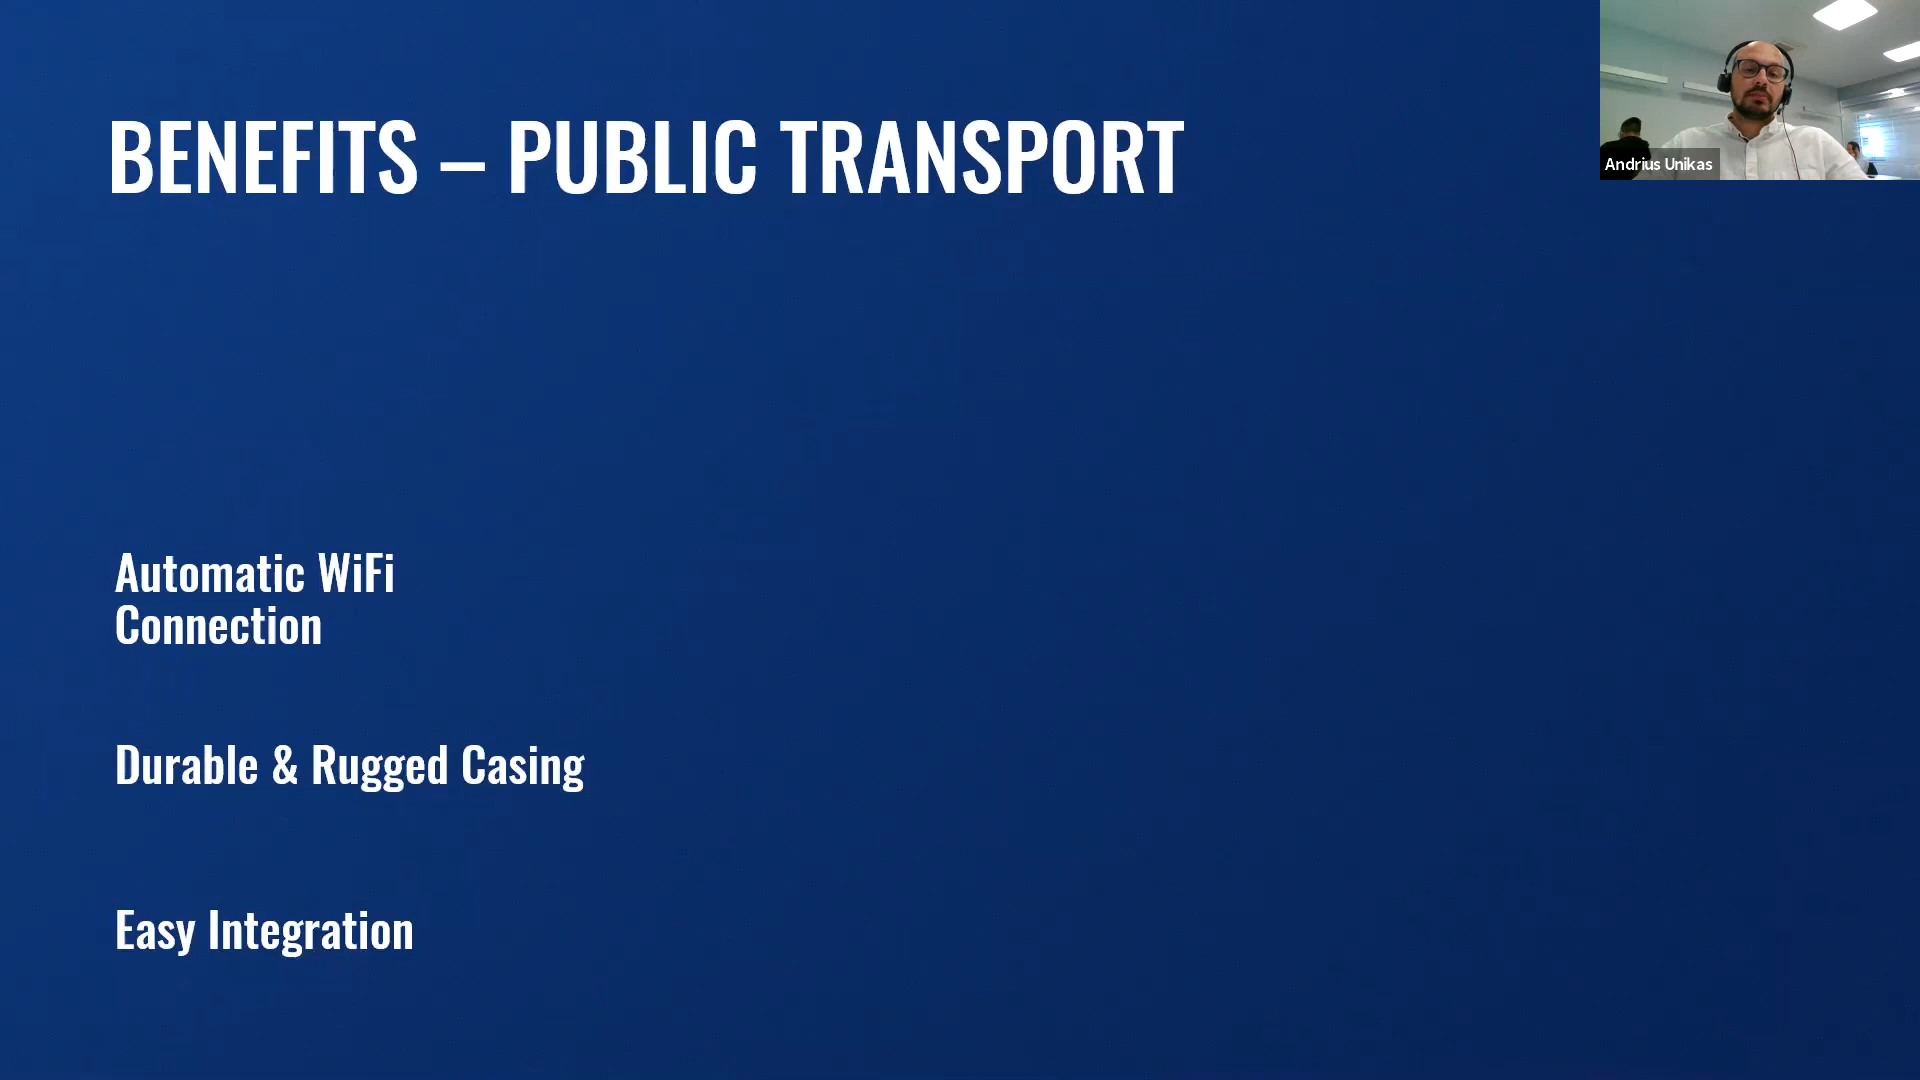 BENEFITS – PUBLIC TRANSPORT
Andrius Unikas
Automatic WiFi
Connection
Durable & Rugged Casing
Easy Integration